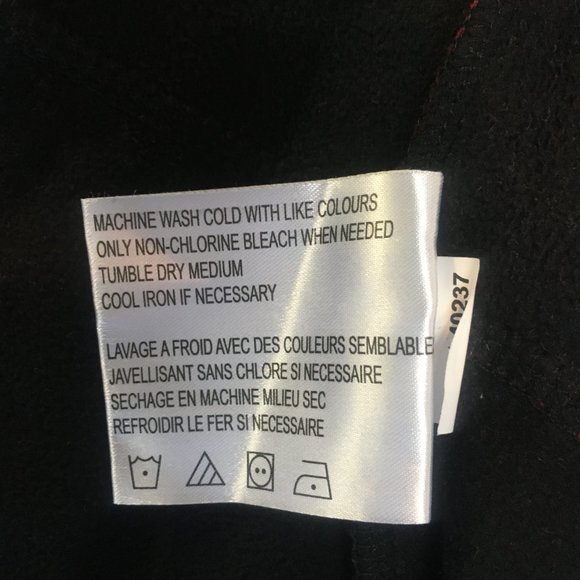 MACHINE WASH COLD WITH LIKE COLOURS
ONLY NON-CHLORINE BLEACH WHEN NEEDED
TUMBLE DRY MEDIUM
COOL IRON IF NECESSARY
LAVAGE A FROID AVEC DES COULEURS SEMBLABLE
JAVELLISANT SANS CHLORE SI NECESSAIRE
SECHAGE EN MACHINE MILIEU SEC
REFROIDIR LE FER SI NECESSAIRE